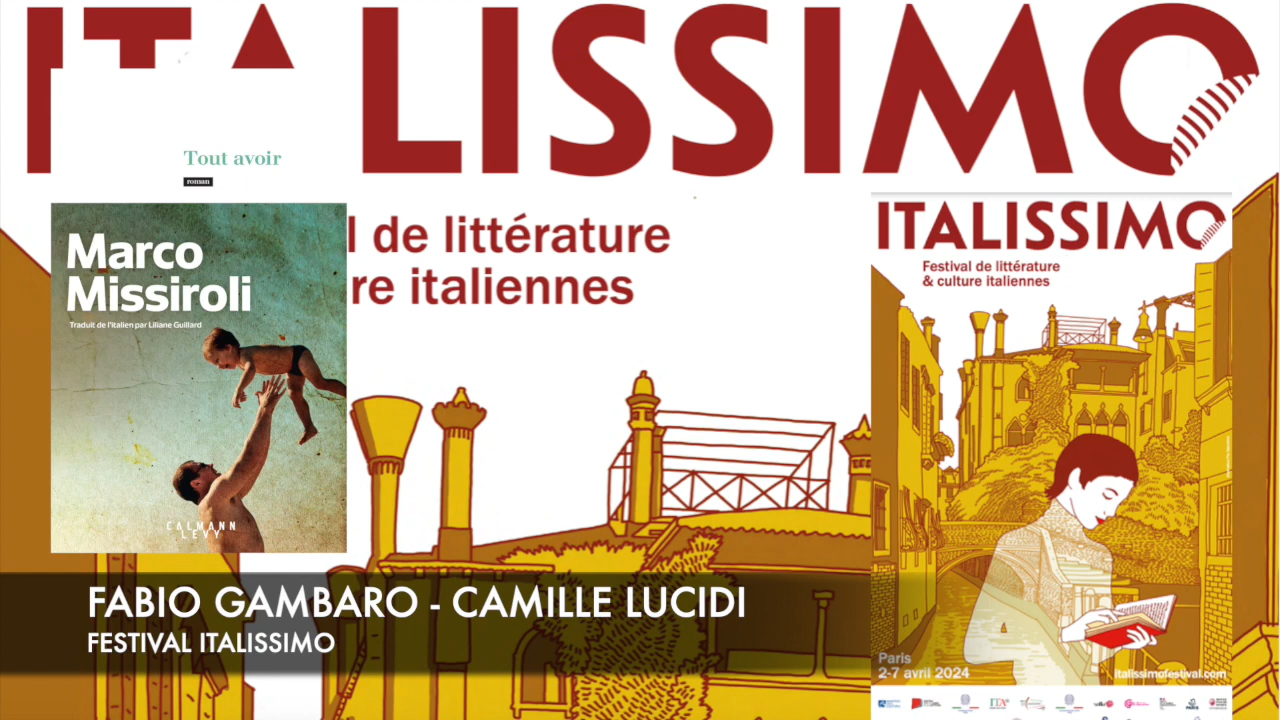 ITALISSIMO
Tout avoir
roman
l de littérature
re italiennes
Marco
Missiroli
Traduit de l'italien par Liliane Guillard
CALMANN
LEVY
FABIO GAMBARO - CAMILLE LUCIDI
FESTIVAL ITALISSIMO
ITALISSIMO
Festival de littérature
& culture italiennes
Paris
2-7 avril 2024
italissimofestival.com